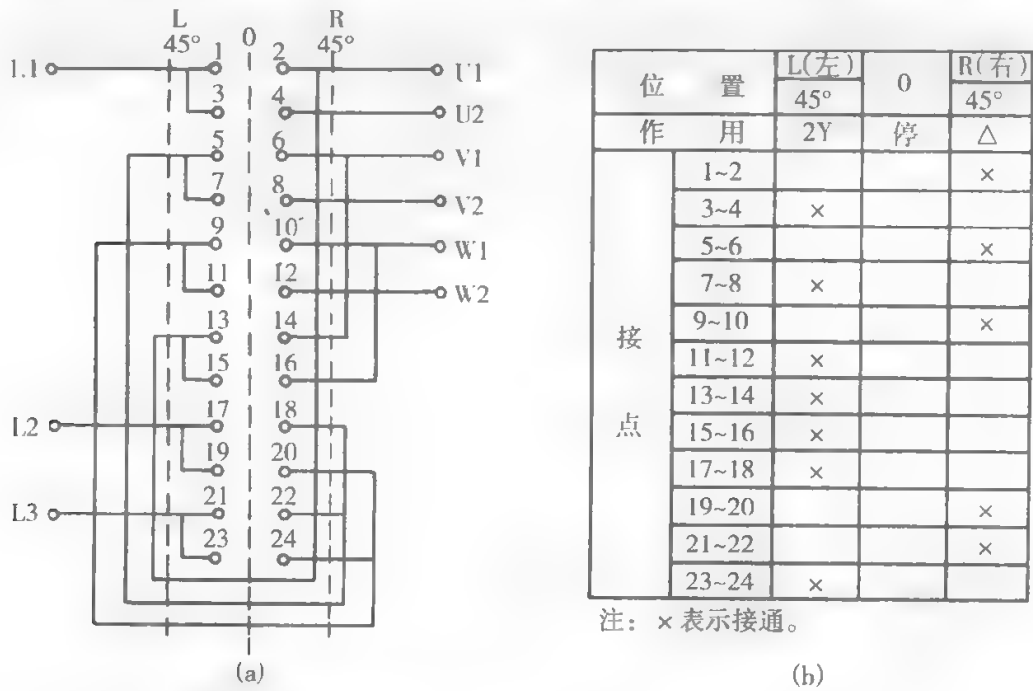 L
0
R
45°
45°
L1
1
2
U1
3
4
U2
5
6
V1
7
8
V2
9
10
W1
11
12
W2
13
14
15
16
L2
17
18
19
20
L3
21
22
23
24
(a)
位 置 L(左) 0 R(右)
45° 45°
作 用 2Y 停 △
接 点
1~2 ×
3~4 ×
5~6 ×
7~8 ×
9~10 ×
11~12 ×
13~14 ×
15~16 ×
17~18 ×
19~20 ×
21~22 ×
23~24 ×
注: ×表示接通。
(b)